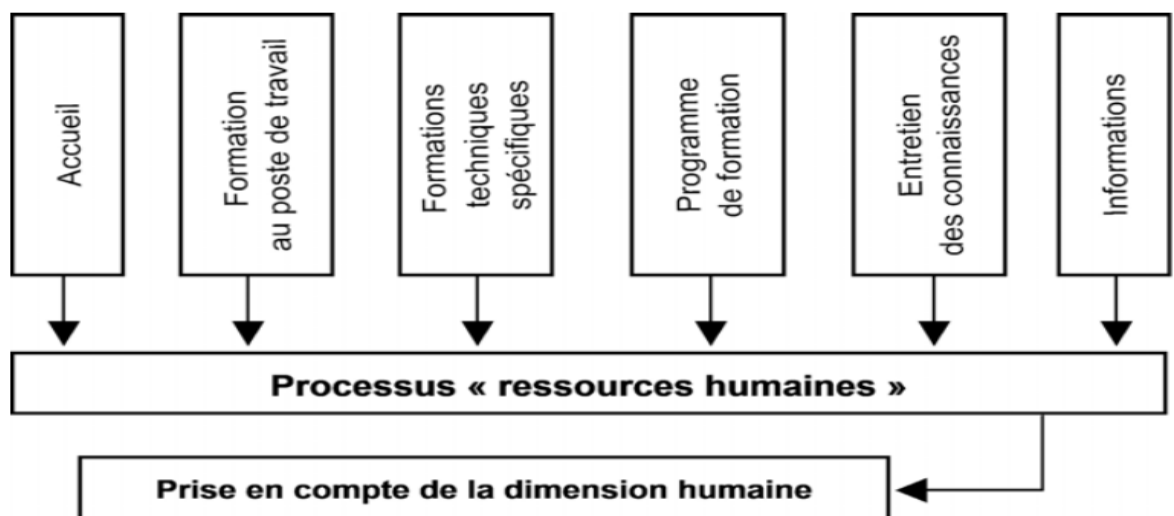 Accueil
Formation
au poste de travail
Formations
techniques
spécifiques
Programme
de formation
Entretien
des connaissances
Informations
Processus « ressources humaines »
Prise en compte de la dimension humaine